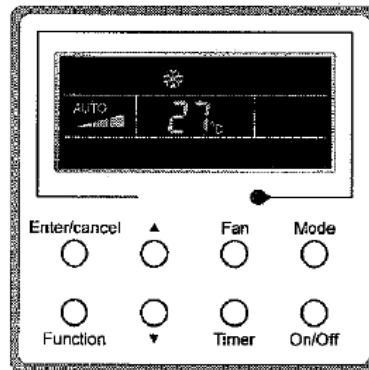 AUTO
27°C
Enter/cancel ▲ Fan Mode
Function ▼ Timer On/Off